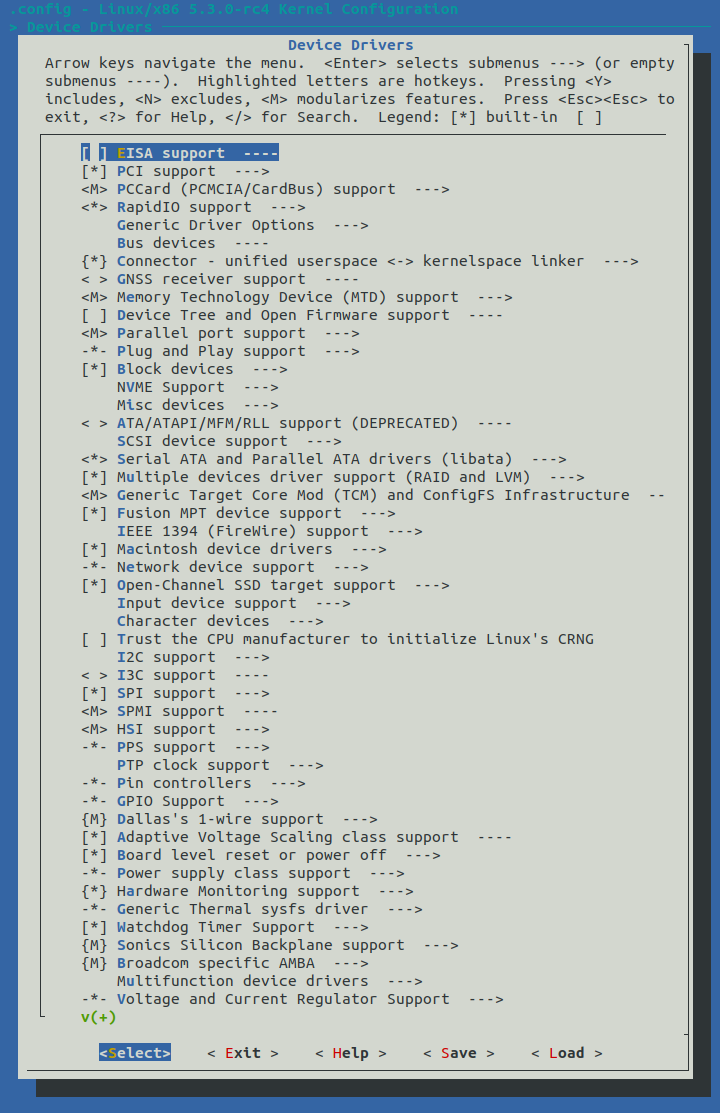 .config - Linux/x86 5.3.0-rc4 Kernel Configuration
> Device Drivers
Device Drivers
Arrow keys navigate the menu.  <Enter> selects submenus ---> (or empty
submenus ----).  Highlighted letters are hotkeys.  Pressing <Y>
includes, <N> excludes, <M> modularizes features.  Press <Esc><Esc> to
exit, <?> for Help, </> for Search.  Legend: [*] built-in  [ ]
[ ] EISA support  ----
[*] PCI support  --->
<M> PCCard (PCMCIA/CardBus) support  --->
<*> RapidIO support  --->
Generic Driver Options  --->
Bus devices  ----
{*} Connector - unified userspace <-> kernelspace linker  --->
< > GNSS receiver support  ----
<M> Memory Technology Device (MTD) support  --->
[ ] Device Tree and Open Firmware support  ----
<M> Parallel port support  --->
-*- Plug and Play support  --->
[*] Block devices  --->
NVME Support  --->
Misc devices  --->
< > ATA/ATAPI/MFM/RLL support (DEPRECATED)  ----
SCSI device support  --->
<*> Serial ATA and Parallel ATA drivers (libata)  --->
[*] Multiple devices driver support (RAID and LVM)  --->
<M> Generic Target Core Mod (TCM) and ConfigFS Infrastructure  --
[*] Fusion MPT device support  --->
IEEE 1394 (FireWire) support  --->
[*] Macintosh device drivers  --->
-*- Network device support  --->
[*] Open-Channel SSD target support  --->
Input device support  --->
Character devices  --->
[ ] Trust the CPU manufacturer to initialize Linux's CRNG
I2C support  --->
< > I3C support  ----
[*] SPI support  --->
<M> SPMI support  ----
<M> HSI support  --->
-*- PPS support  --->
PTP clock support  --->
-*- Pin controllers  --->
-*- GPIO Support  --->
{M} Dallas's 1-wire support  --->
[*] Adaptive Voltage Scaling class support  ----
[*] Board level reset or power off  --->
-*- Power supply class support  --->
{*} Hardware Monitoring support  --->
-*- Generic Thermal sysfs driver  --->
[*] Watchdog Timer Support  --->
{M} Sonics Silicon Backplane support  --->
{M} Broadcom specific AMBA  --->
Multifunction device drivers  --->
-*- Voltage and Current Regulator Support  --->
v(+)
<Select>    < Exit >    < Help >    < Save >    < Load >